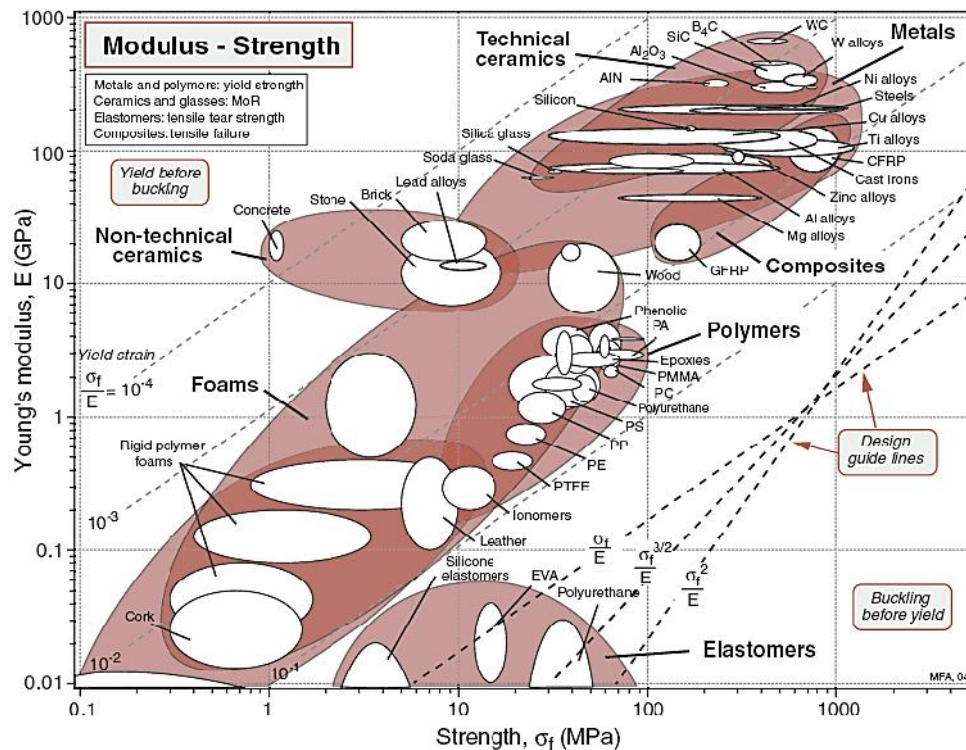 Modulus - Strength
Metals and polymers: yield strength
Ceramics and glasses: MoR
Elastomers: tensile tear strength
Composites: tensile failure
Yield before
buckling
Technical
ceramics
Al2O3
SiC
B4C
WC
W alloys
Metals
AlN
Silicon
Silica glass
Soda glass
Ni alloys
Steels
Cu alloys
Ti alloys
CFRP
Cast irons
Zinc alloys
Al alloys
Mg alloys
GFRP
Composites
Concrete
Stone
Brick
Lead alloys
Non-technical
ceramics
Wood
Yield strain
σf/E = 10-4
Foams
Rigid polymer
foams
Phenolic
PA
Polymers
Epoxies
PMMA
PC
Polyurethane
PS
PP
PE
PTFE
Ionomers
Leather
Design
guide lines
10-3
Silicone
elastomers
EVA
Polyurethane
σf/E
σf3/2/E
σf2/E
Buckling
before yield
Cork
Elastomers
10-2
10-1
MFA, 04
Young's modulus, E (GPa)
1000
100
10
1
0.1
0.01
0.1
1
10
100
1000
Strength, σf (MPa)